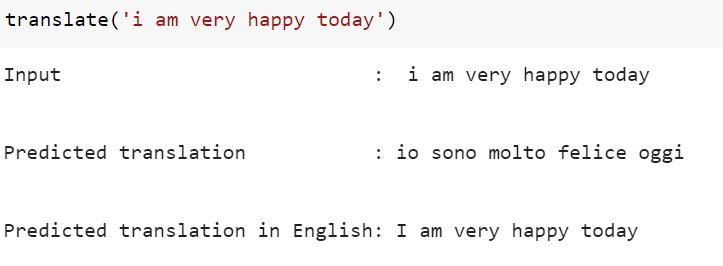 translate('i am very happy today')
Input : i am very happy today
Predicted translation : io sono molto felice oggi
Predicted translation in English: I am very happy today